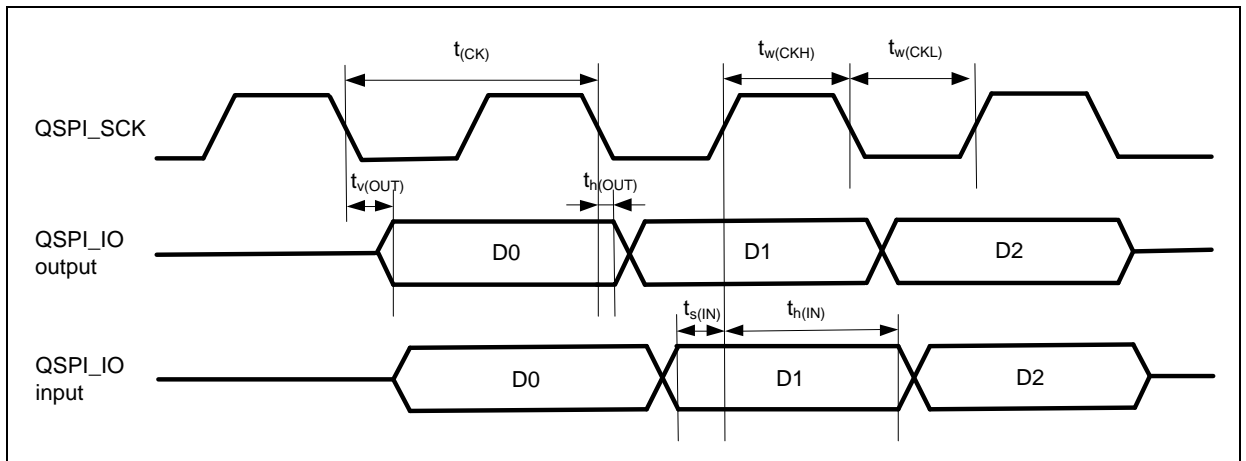 t(CK)
tw(CKH)
tw(CKL)
QSPI_SCK
tv(OUT)
th(OUT)
QSPI_IO
output
D0
D1
D2
ts(IN)
th(IN)
QSPI_IO
input
D0
D1
D2